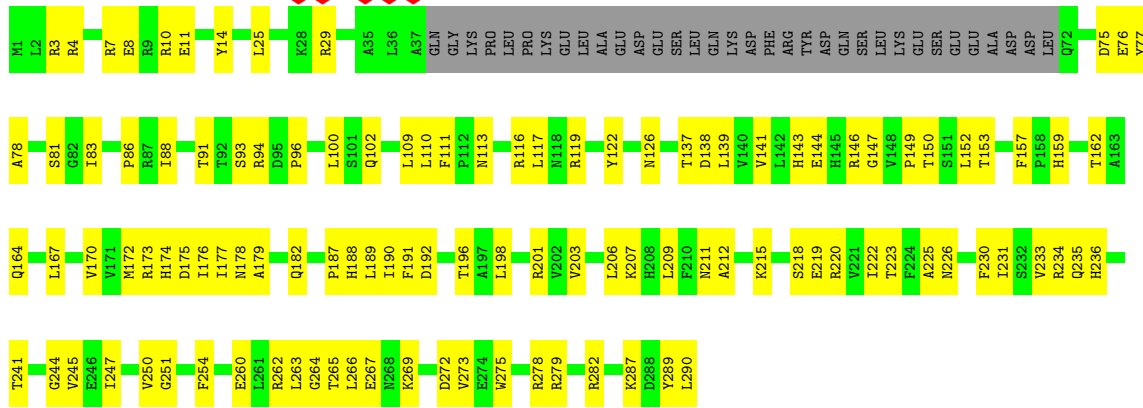 M1 L2 R3 R4 R7 E8 R9 R10 E11 Y14 L25 K28 R29 A35 L36 A37 GLN GLY LYS PRO LEU LEU PRO PRO LYS GLU LEU LEU ALA GLU ASP GLU SER LEU GLN LYS ASP PHE ARG TYR ASP GLN SER LEU LYS GLU SER GLU GLU ALA ASP ASP LEU Q72 D75 E76 Y77
A78 S81 G82 I83 P86 R87 I88 T91 T92 S93 R94 D95 P96 L100 S101 Q102 L109 L110 F111 P112 N113 R116 L117 N118 R119 Y122 N126 T137 D138 L139 V140 V141 L142 H143 E144 H145 R146 G147 V148 P149 T150 S151 L152 T153 F157 P158 H159 T162 A163
Q164 L167 V170 V171 M172 R173 H174 D175 I176 I177 N178 A179 Q182 P187 H188 L189 I190 F191 D192 T196 A197 L198 R201 V202 V203 L206 K207 H208 L209 F210 N211 A212 K215 S218 E219 R220 V221 I222 T223 F224 A225 N226 F230 I231 S232 V233 R234 Q235 H236
T241 G244 V245 E246 I247 V250 G251 F254 E260 L261 R262 L263 G264 T265 L266 E267 N268 K269 D272 V273 E274 W275 R278 R279 R282 K287 D288 Y289 L290